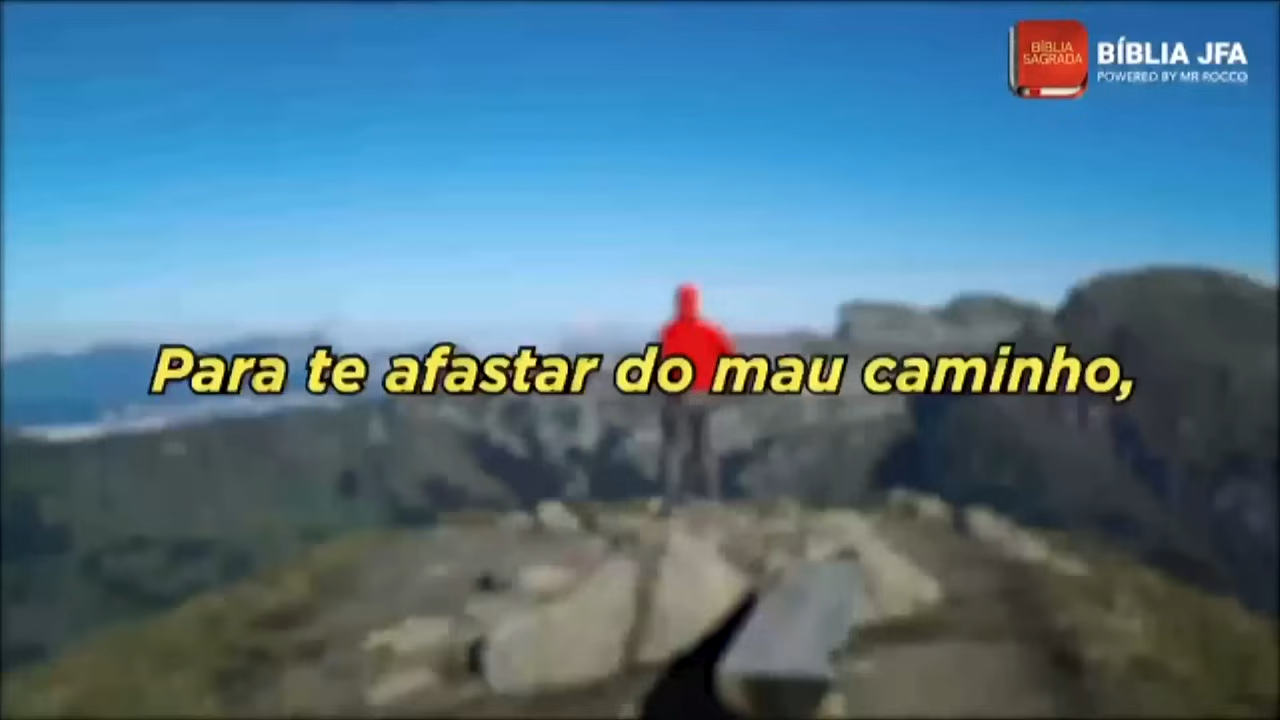 BÍBLIA
SAGRADA
BÍBLIA JFA
POWERED BY MR ROCCO
Para te afastar do mau caminho,